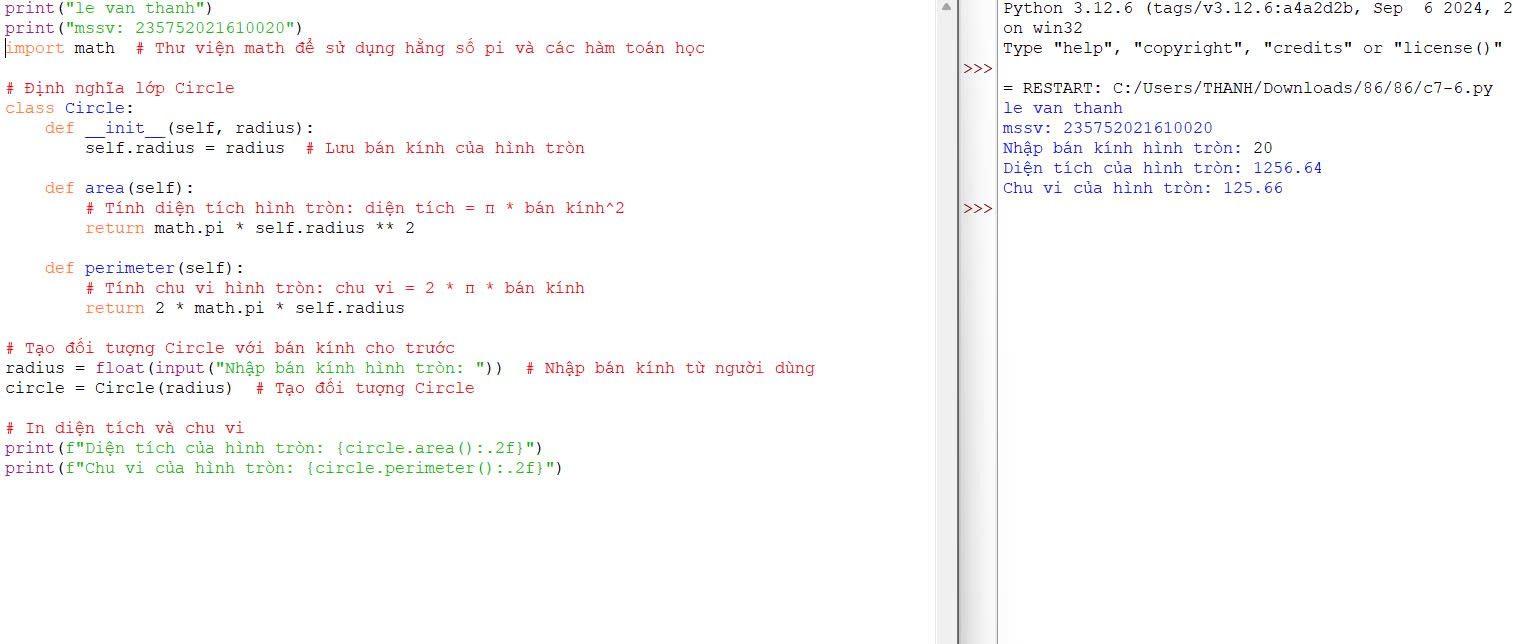 print("le van thanh")
print("mssv: 235752021610020")
import math  # Thư viện math để sử dụng hằng số pi và các hàm toán học

# Định nghĩa lớp Circle
class Circle:
    def __init__(self, radius):
        self.radius = radius  # Lưu bán kính của hình tròn

    def area(self):
        # Tính diện tích hình tròn: diện tích = π * bán kính^2
        return math.pi * self.radius ** 2

    def perimeter(self):
        # Tính chu vi hình tròn: chu vi = 2 * π * bán kính
        return 2 * math.pi * self.radius

# Tạo đối tượng Circle với bán kính cho trước
radius = float(input("Nhập bán kính hình tròn: "))  # Nhập bán kính từ người dùng
circle = Circle(radius)  # Tạo đối tượng Circle

# In diện tích và chu vi
print(f"Diện tích của hình tròn: {circle.area():.2f}")
print(f"Chu vi của hình tròn: {circle.perimeter():.2f}")
Python 3.12.6 (tags/v3.12.6:a4a2d2b, Sep  6 2024, 2
on win32
Type "help", "copyright", "credits" or "license()"
>>>
= RESTART: C:/Users/THANH/Downloads/86/86/c7-6.py
le van thanh
mssv: 235752021610020
Nhập bán kính hình tròn: 20
Diện tích của hình tròn: 1256.64
Chu vi của hình tròn: 125.66
>>>